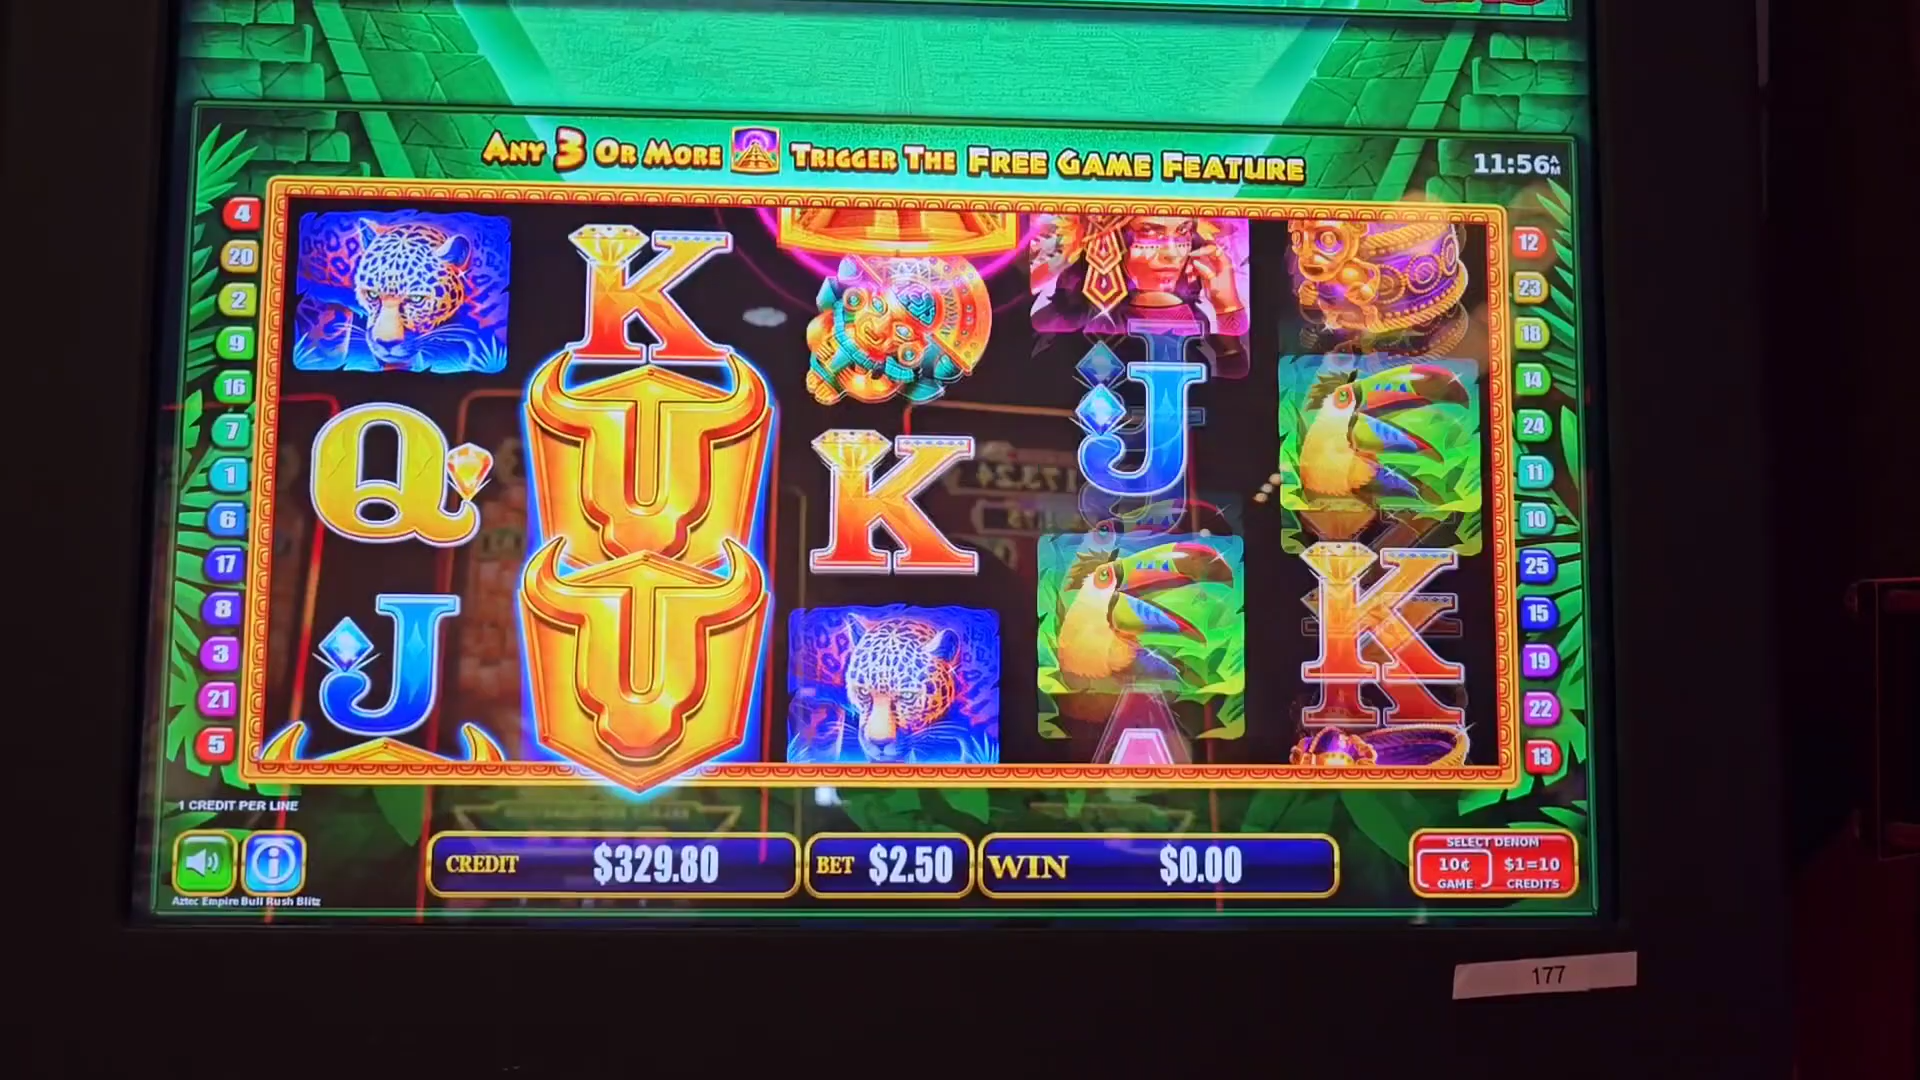 ANY 3 OR MORE TRIGGER THE FREE GAME FEATURE
11:56AM
4
20
2
9
16
7
1
6
17
8
3
21
5
12
23
18
14
24
11
10
25
15
19
22
13
K
Q
K
J
J
K
1 CREDIT PER LINE
CREDIT $329.80
BET $2.50
WIN $0.00
SELECT DENOM
10¢ GAME
$1=10 CREDITS
Aztec Empire Bull Rush Blitz
177